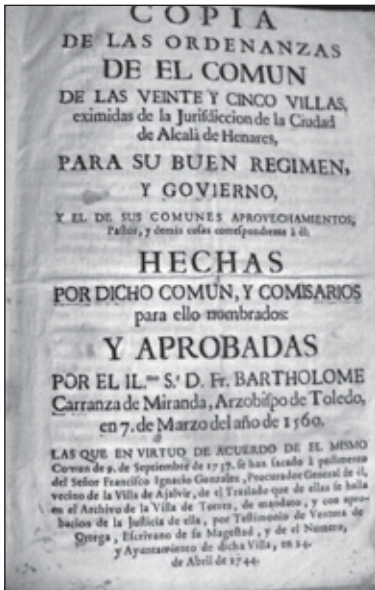 COPIA
DE LAS ORDENANZAS
DE EL COMUN
DE LAS VEINTE Y CINCO VILLAS,
eximidas de la Jurisdiccion de la Ciudad
de Alcalà de Henares,
PARA SU BUEN REGIMEN,
Y GOVIERNO,
Y EL DE SUS COMUNES APROVECHAMIENTOS,
Pastos, y demàs cosas correspondiente à èl;
HECHAS
POR DICHO COMUN, Y COMISARIOS
para ello nombrados:
Y APROBADAS
POR EL IL.mo S.r D. Fr. BARTHOLOME
Carranza de Miranda, Arzobispo de Toledo,
en 7. de Marzo del año de 1560.
LAS QUE EN VIRTUD DE ACUERDO DE EL MISMO
Comun de 9. de Septiembre de 1737. se han sacado à pedimento
del Señor Francisco Ignacio Gonzalez, Procurador General de èl,
vecino de la Villa de Ajalvir, de el Traslado que de ellas se halla
en el Archivo de la Villa de Torres, de mandato, y con apro-
bacion de la Justicia de ella, por Testimonio de Ventura de
Ortega, Escrivano de su Magestad, y de el Numero,
y Ayuntamiento de dicha Villa, en 24.
de Abril de 1744.